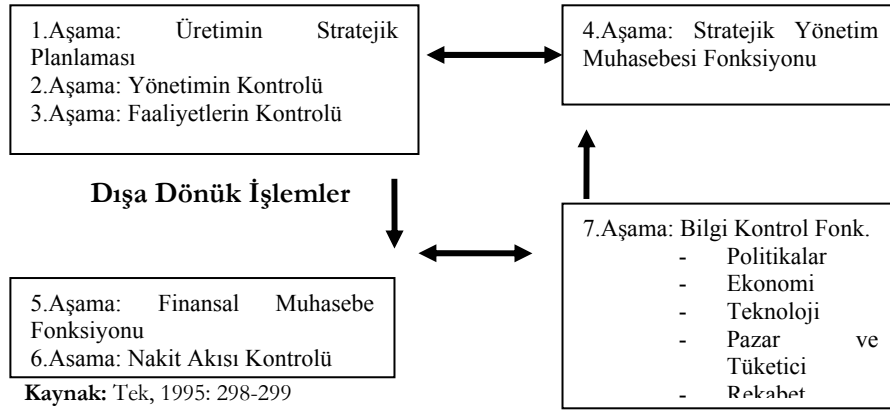 1.Aşama: Üretimin Stratejik
Planlaması
2.Aşama: Yönetimin Kontrolü
3.Aşama: Faaliyetlerin Kontrolü
4.Aşama: Stratejik Yönetim
Muhasebesi Fonksiyonu
Dışa Dönük İşlemler
5.Aşama: Finansal Muhasebe
Fonksiyonu
6.Asama: Nakit Akısı Kontrolü
7.Aşama: Bilgi Kontrol Fonk.
- Politikalar
- Ekonomi
- Teknoloji
- Pazar ve
Tüketici
- Rekabet
Kaynak: Tek, 1995: 298-299